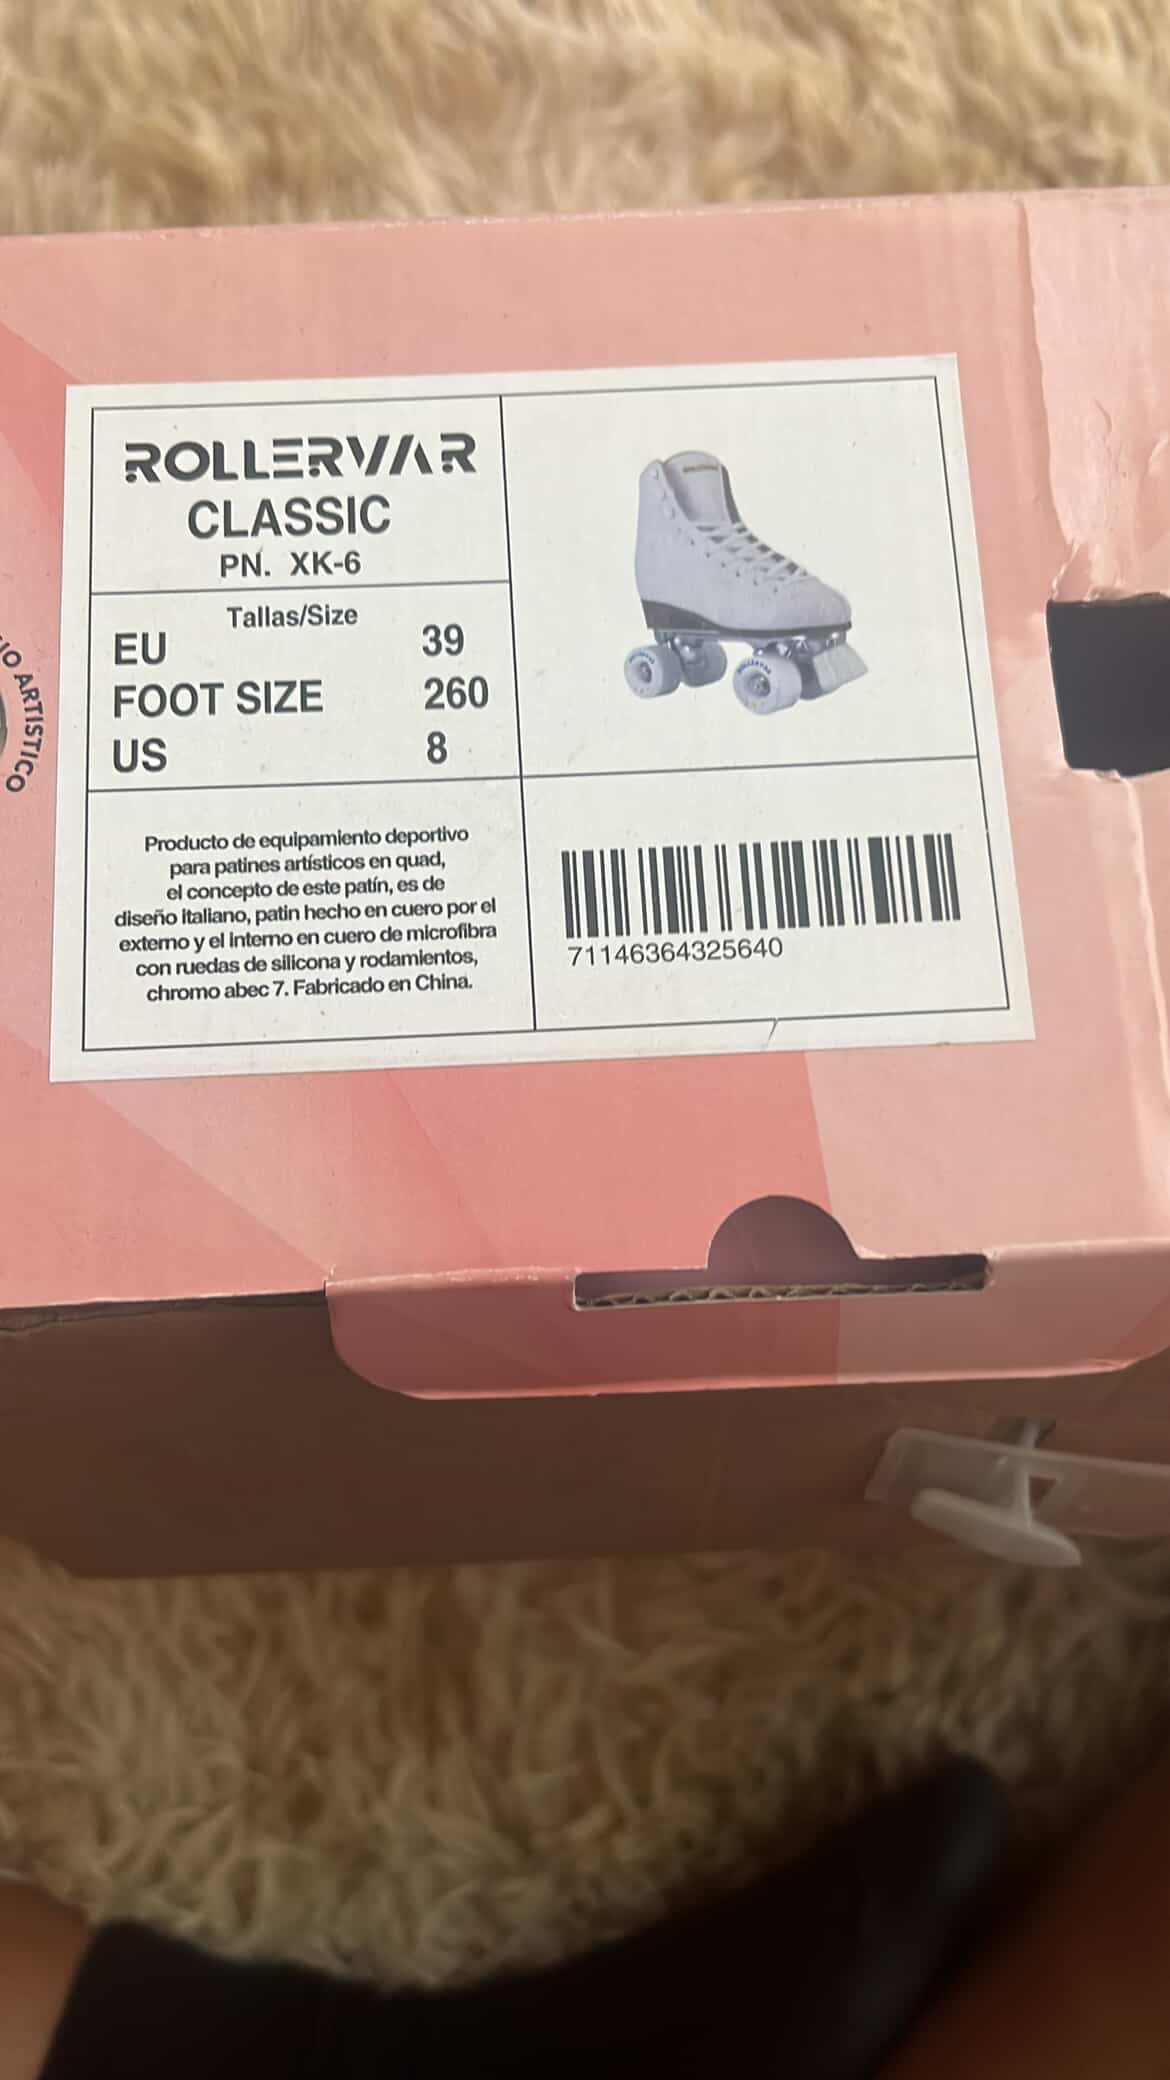 ROLLERVAR
CLASSIC
PN. XK-6
Tallas/Size
EU 39
FOOT SIZE 260
US 8
Producto de equipamiento deportivo
para patines artísticos en quad,
el concepto de este patín, es de
diseño italiano, patin hecho en cuero por el
externo y el interno en cuero de microfibra
con ruedas de silicona y rodamientos,
chromo abec 7. Fabricado en China.
71146364325640
ARTISTICO